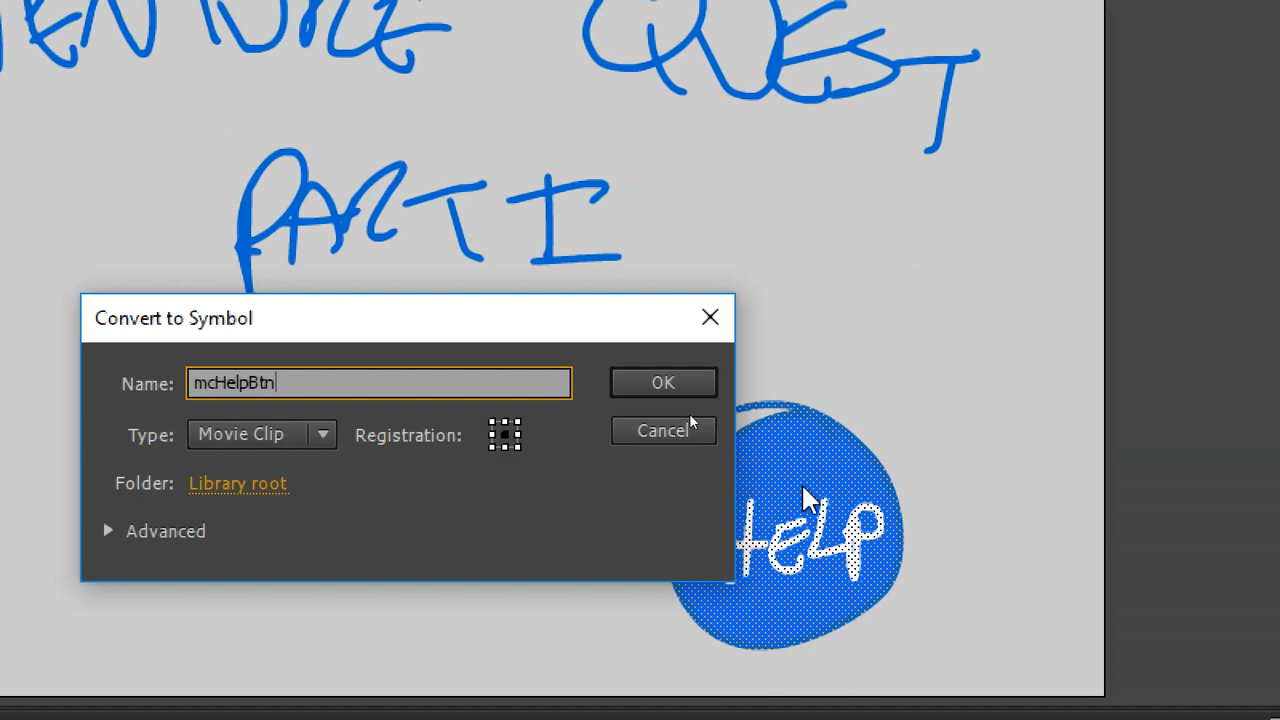 QUEST
PART I
Convert to Symbol
Name: mcHelpBtn
OK
Type: Movie Clip
Registration:
Cancel
Folder: Library root
Advanced
HELP